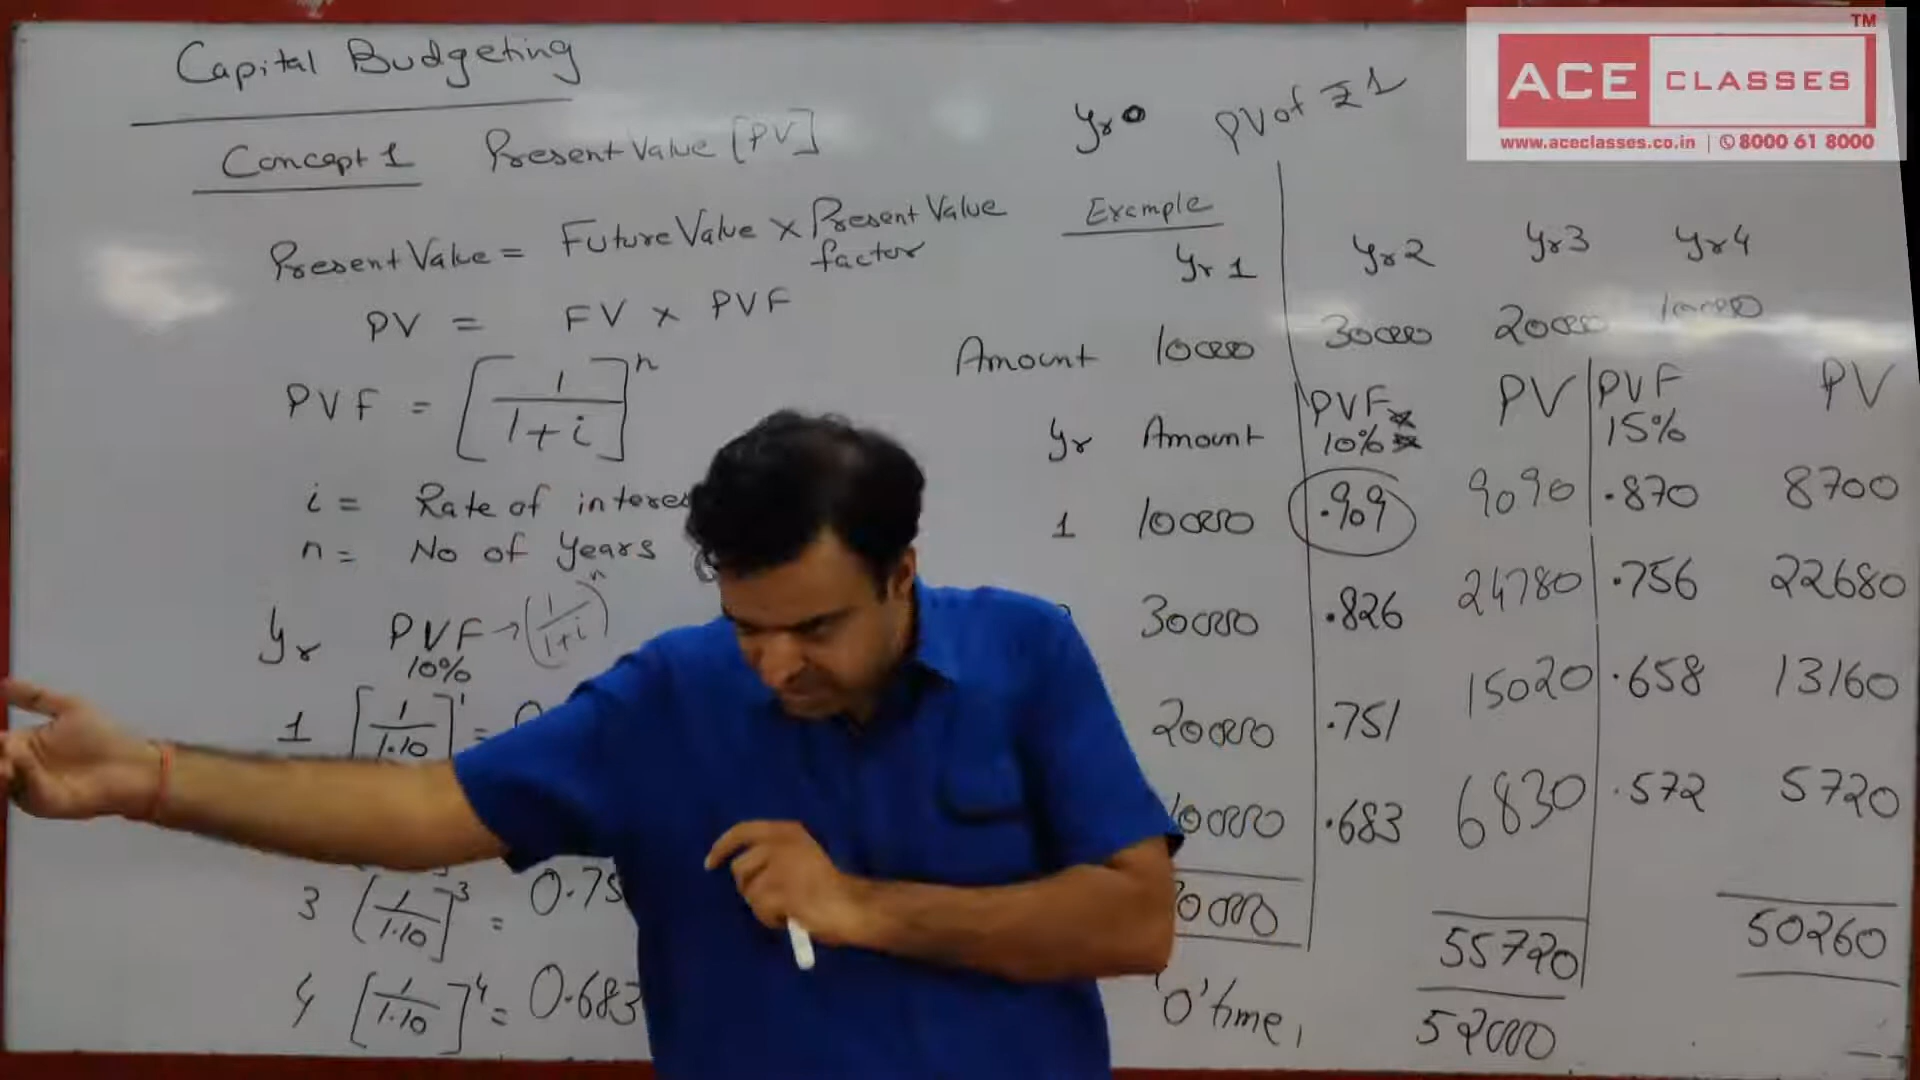 Capital Budgeting
Concept 1 Present Value [PV]
Present Value = Future Value × Present Value factor
PV = FV × PVF
PVF = [1/1+i]^n
i = Rate of interes
n = No of years
Yr PVF → (1/1+i)^n
10%
1 [1/1.10]^1 = 0
3 [1/1.10]^3 = 0.75
4 [1/1.10]^4 = 0.683
Yr 0 PV of ₹ 1
Example
Yr 1 Yr 2 Yr 3 Yr 4
Amount 10000 30000 20000 10000
Yr Amount PVF 10% PV PVF 15% PV
1 10000 .909 9090 .870 8700
30000 .826 24780 .756 22680
20000 .751 15020 .658 13160
10000 .683 6830 .572 5720
0000 55720 50260
'0' time, 52000
ACE CLASSES TM
www.aceclasses.co.in | 8000 61 8000